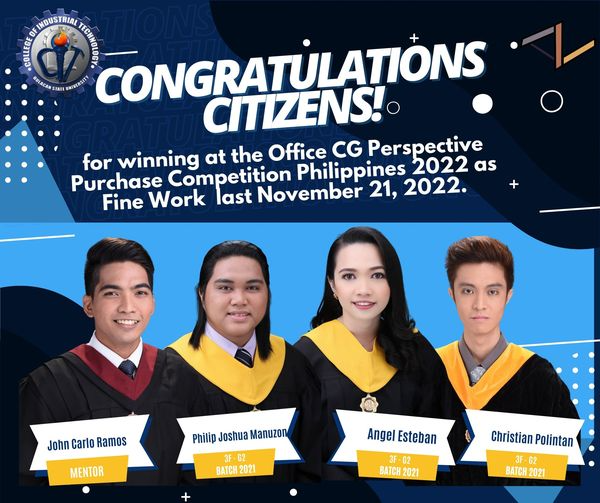 COLLEGE OF INDUSTRIAL TECHNOLOGY
BULACAN STATE UNIVERSITY
CONGRATULATIONS
CITIZENS!
for winning at the Office CG Perspective
Purchase Competition Philippines 2022 as
Fine Work last November 21, 2022.
John Carlo Ramos
MENTOR
Philip Joshua Manuzon
3F - G2
BATCH 2021
Angel Esteban
3F - G2
BATCH 2021
Christian Polintan
3F - G2
BATCH 2021